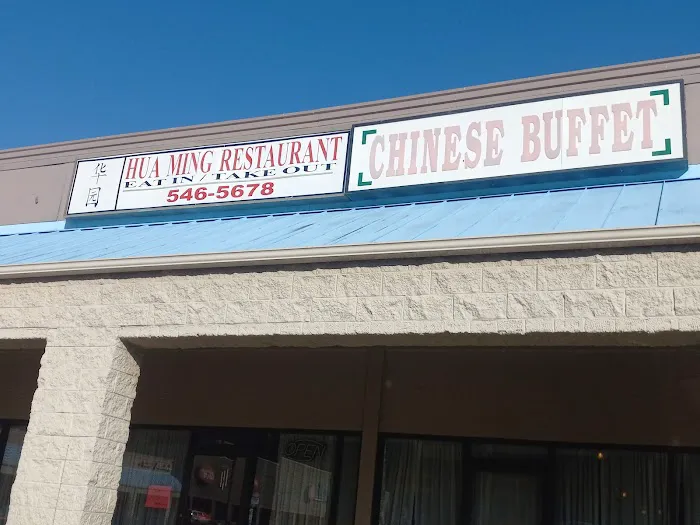 华园
HUA MING RESTAURANT
EAT IN / TAKE OUT
546-5678
CHINESE BUFFET
OPEN